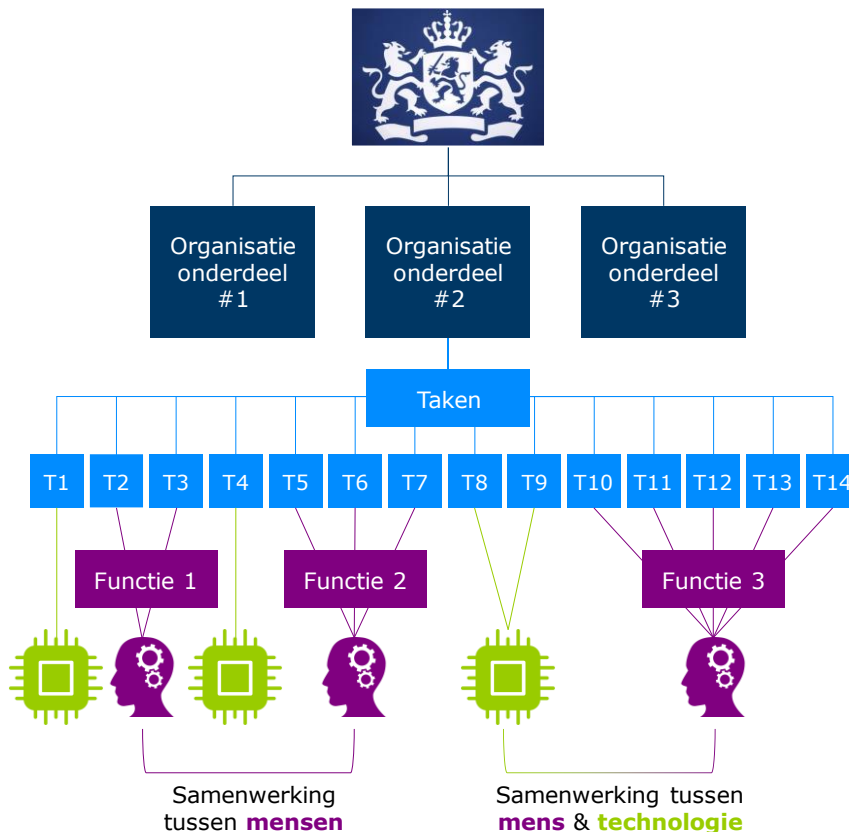 Organisatie
onderdeel
#1
Organisatie
onderdeel
#2
Organisatie
onderdeel
#3
Taken
T1
T2
T3
T4
T5
T6
T7
T8
T9
T10
T11
T12
T13
T14
Functie 1
Functie 2
Functie 3
Samenwerking
tussen mensen
Samenwerking tussen
mens & technologie